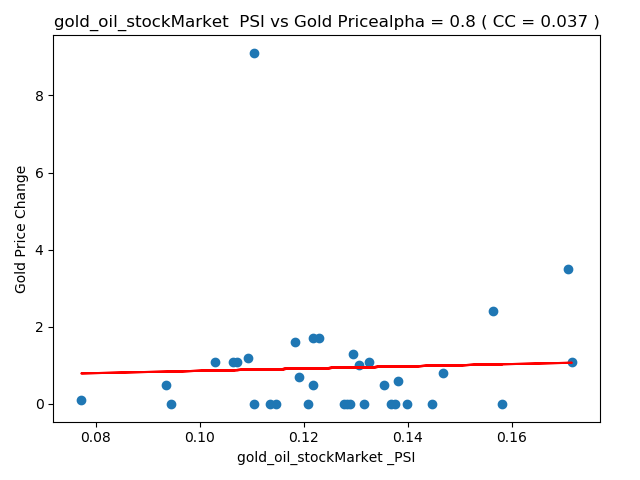 gold_oil_stockMarket  PSI vs Gold Pricealpha = 0.8 ( CC = 0.037 )
8
6
4
2
0
Gold Price Change
0.08 0.10 0.12 0.14 0.16
gold_oil_stockMarket _PSI